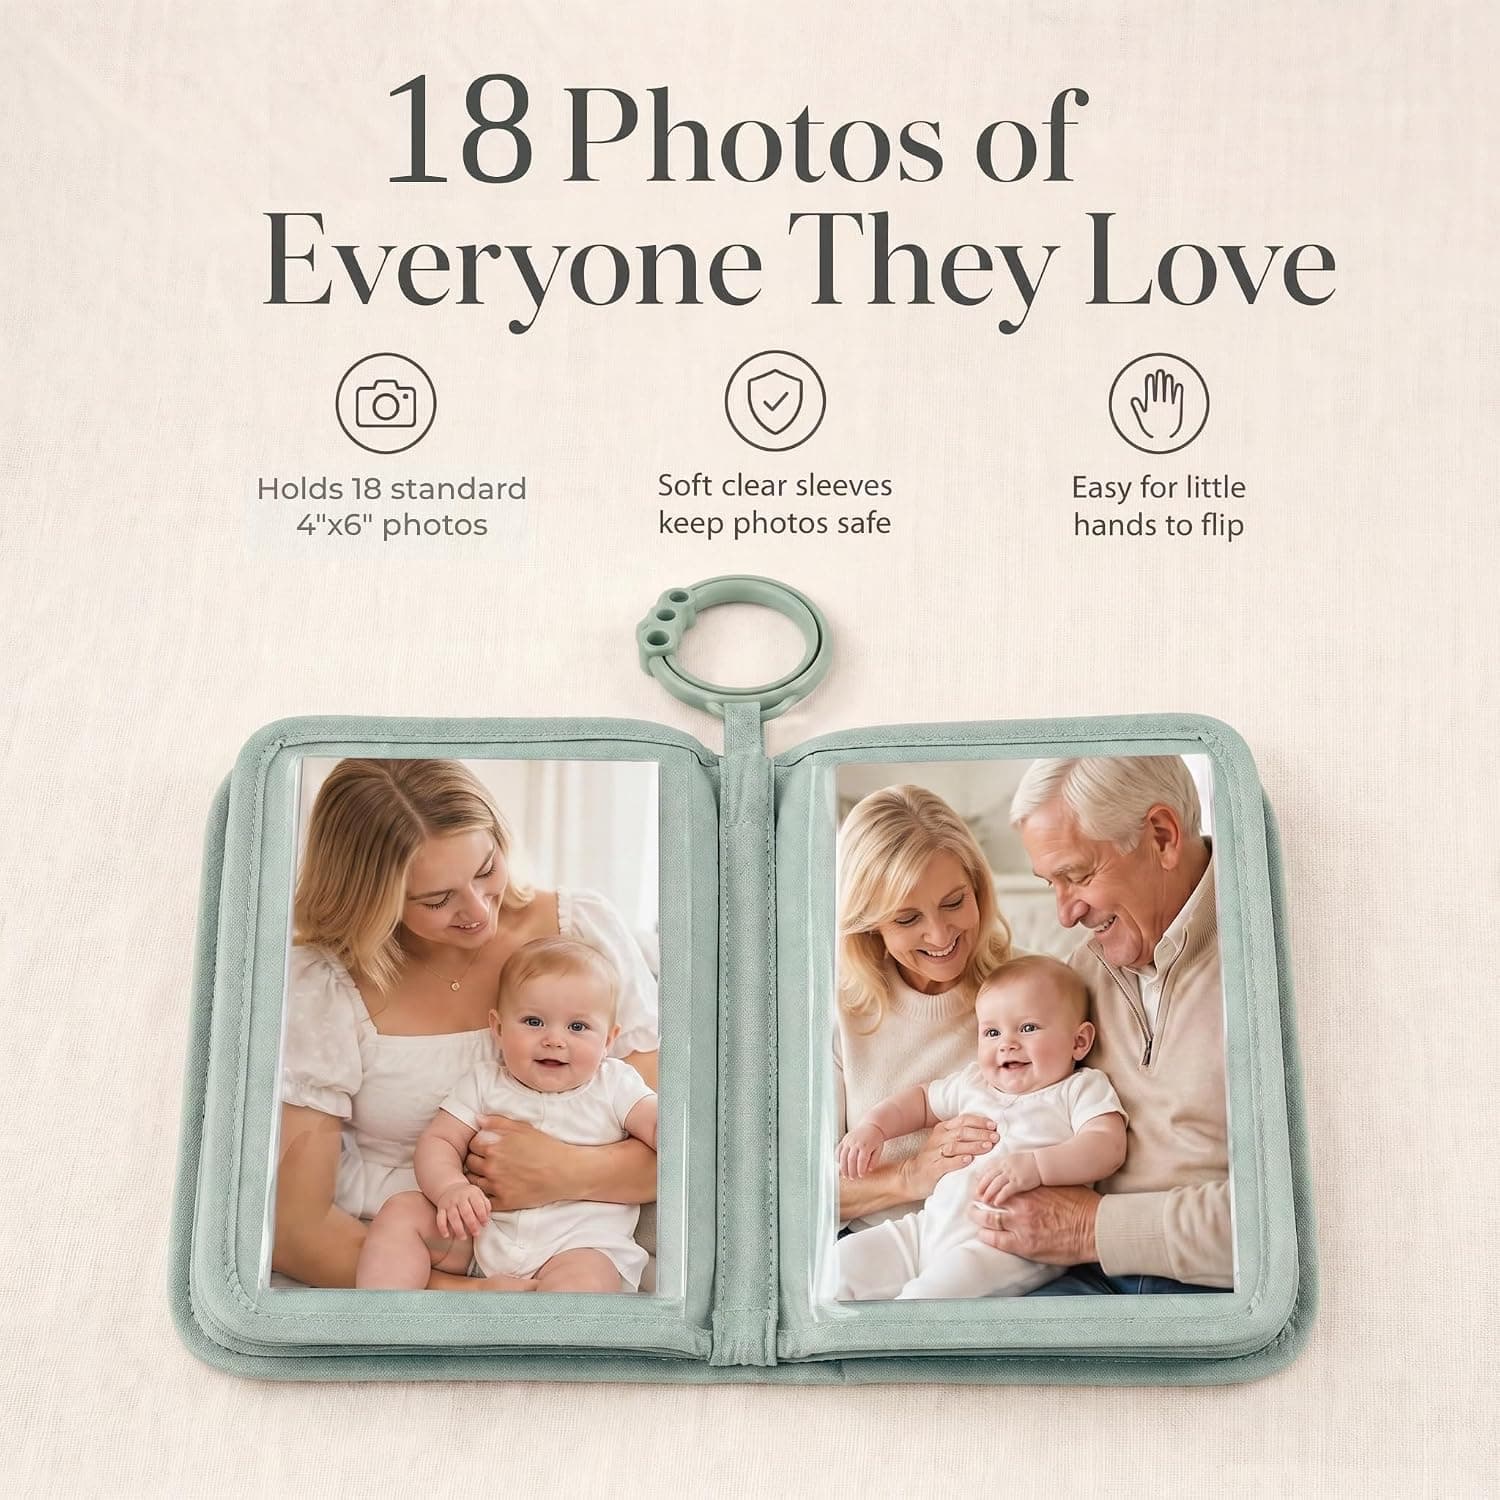 18 Photos of
Everyone They Love
Holds 18 standard
4"x6" photos
Soft clear sleeves
keep photos safe
Easy for little
hands to flip